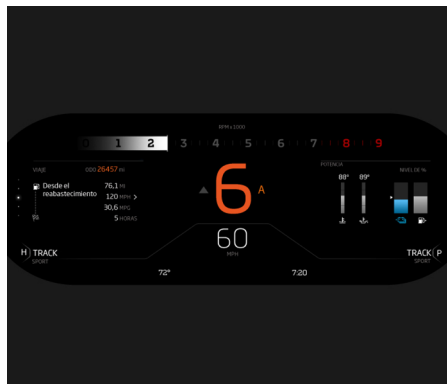 RPM x 1000
0 1 2 3 4 5 6 7 8 9
VIAJE ODO 26457 MI
POTENCIA
NIVEL DE %
Desde el
reabastecimiento
76,1 MI
120 MPH
30,6 MPG
5 HORAS
6 A
88° 89°
60
MPH
H TRACK
SPORT
TRACK P
SPORT
72° 7:20